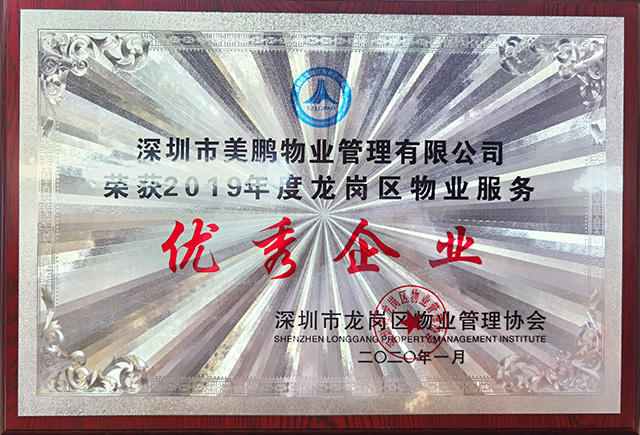 SZLGPMI
深圳市美鹏物业管理有限公司
荣获2019年度龙岗区物业服务
优秀企业
深圳市龙岗区物业管理协会
SHENZHEN LONGGANG PROPERTY MANAGEMENT INSTITUTE
二〇二〇年一月